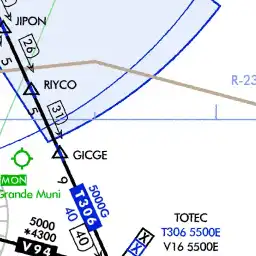 JIPON
26
5
RIYCO
R-23
5
31
GICGE
MON
Grande Muni
9
5000G
T306
40
40
5000
*4300
V94
TOTEC
T306 5500E
V16 5500E